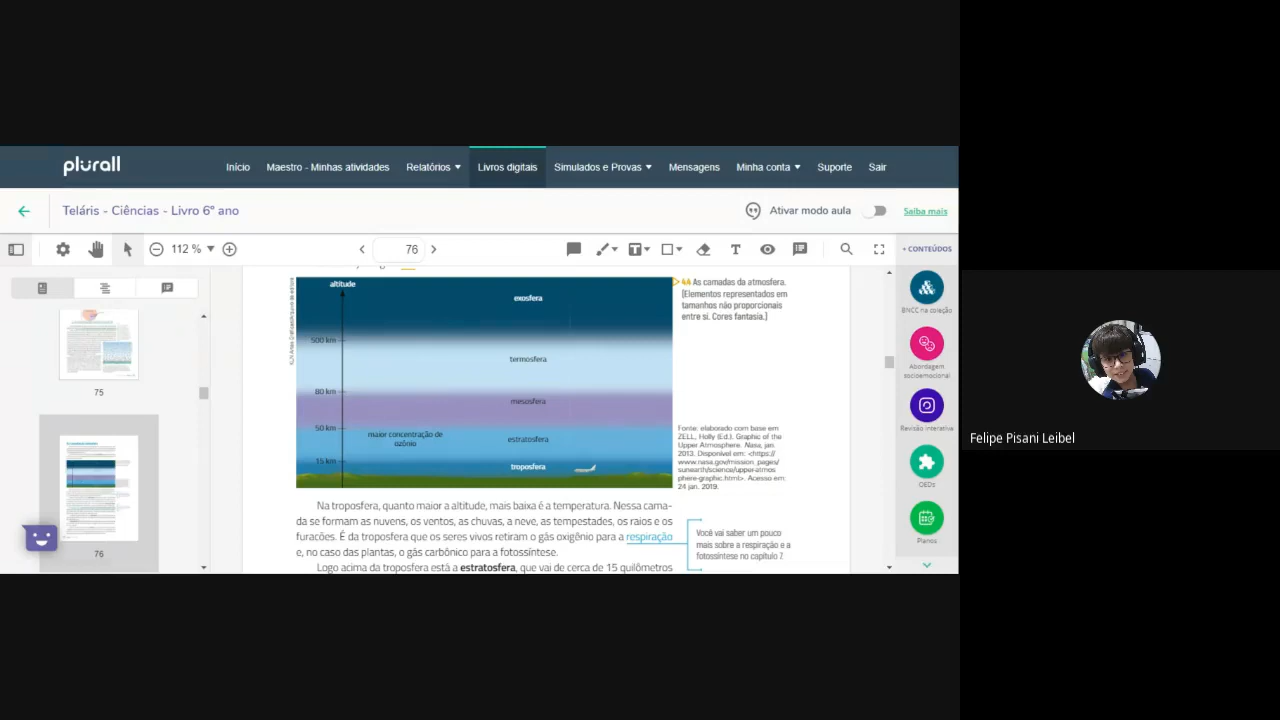 plurall
Início Maestro - Minhas atividades Relatórios Livros digitais Simulados e Provas Mensagens Minha conta Suporte Sair
Teláris - Ciências - Livro 6º ano
Ativar modo aula
Saiba mais
112 %
76
T
+ CONTEÚDOS
75
76
altitude
exosfera
500 km
termosfera
80 km
mesosfera
50 km
maior concentração de
ozônio
estratosfera
15 km
troposfera
4.4 As camadas da atmosfera.
(Elementos representados em
tamanhos não proporcionais
entre si. Cores fantasia.)
Fonte: elaborado com base em
ZELL, Holly (Ed.). Graphic of the
Upper Atmosphere. Nasa, jan.
2013. Disponível em: <https://
www.nasa.gov/mission_pages/
sunearth/science/upper-atmos
phere-graphic.html>. Acesso em:
24 jan. 2019.
Na troposfera, quanto maior a altitude, mais baixa é a temperatura. Nessa cama-
da se formam as nuvens, os ventos, as chuvas, a neve, as tempestades, os raios e os
furacões. É da troposfera que os seres vivos retiram o gás oxigênio para a respiração
e, no caso das plantas, o gás carbônico para a fotossíntese.
Logo acima da troposfera está a estratosfera, que vai de cerca de 15 quilômetros
Você vai saber um pouco
mais sobre a respiração e a
fotossíntese no capítulo 7.
BNCC na coleção
Abordagem
socioemocional
Revisão interativa
OEDs
Planos
Felipe Pisani Leibel